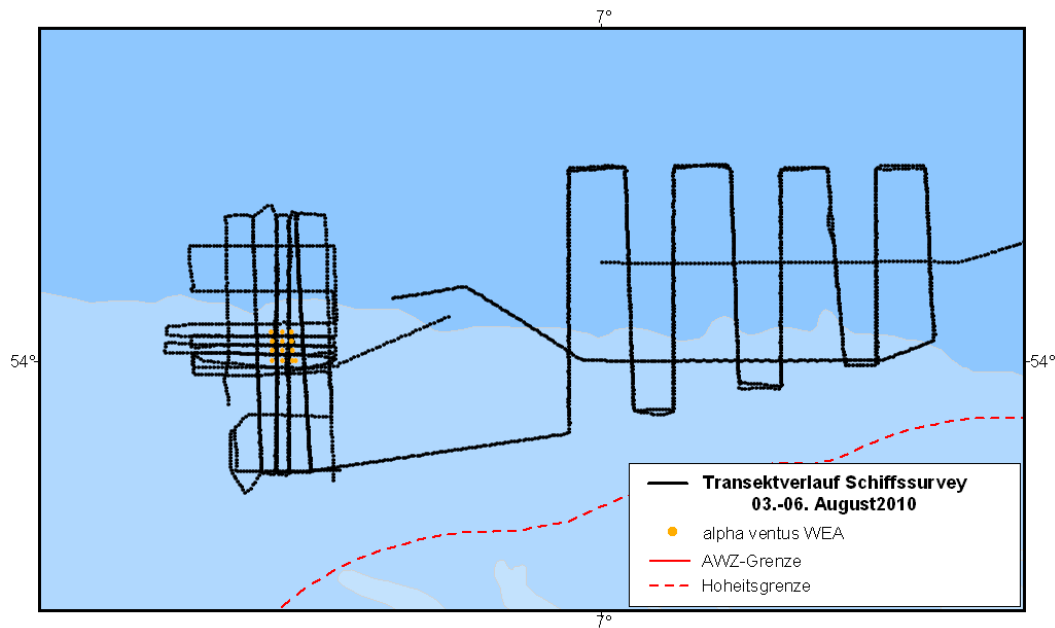 7°
54°
54°
Transektverlauf Schiffssurvey
03.-06. August2010
alpha ventus WEA
AWZ-Grenze
Hoheitsgrenze
7°